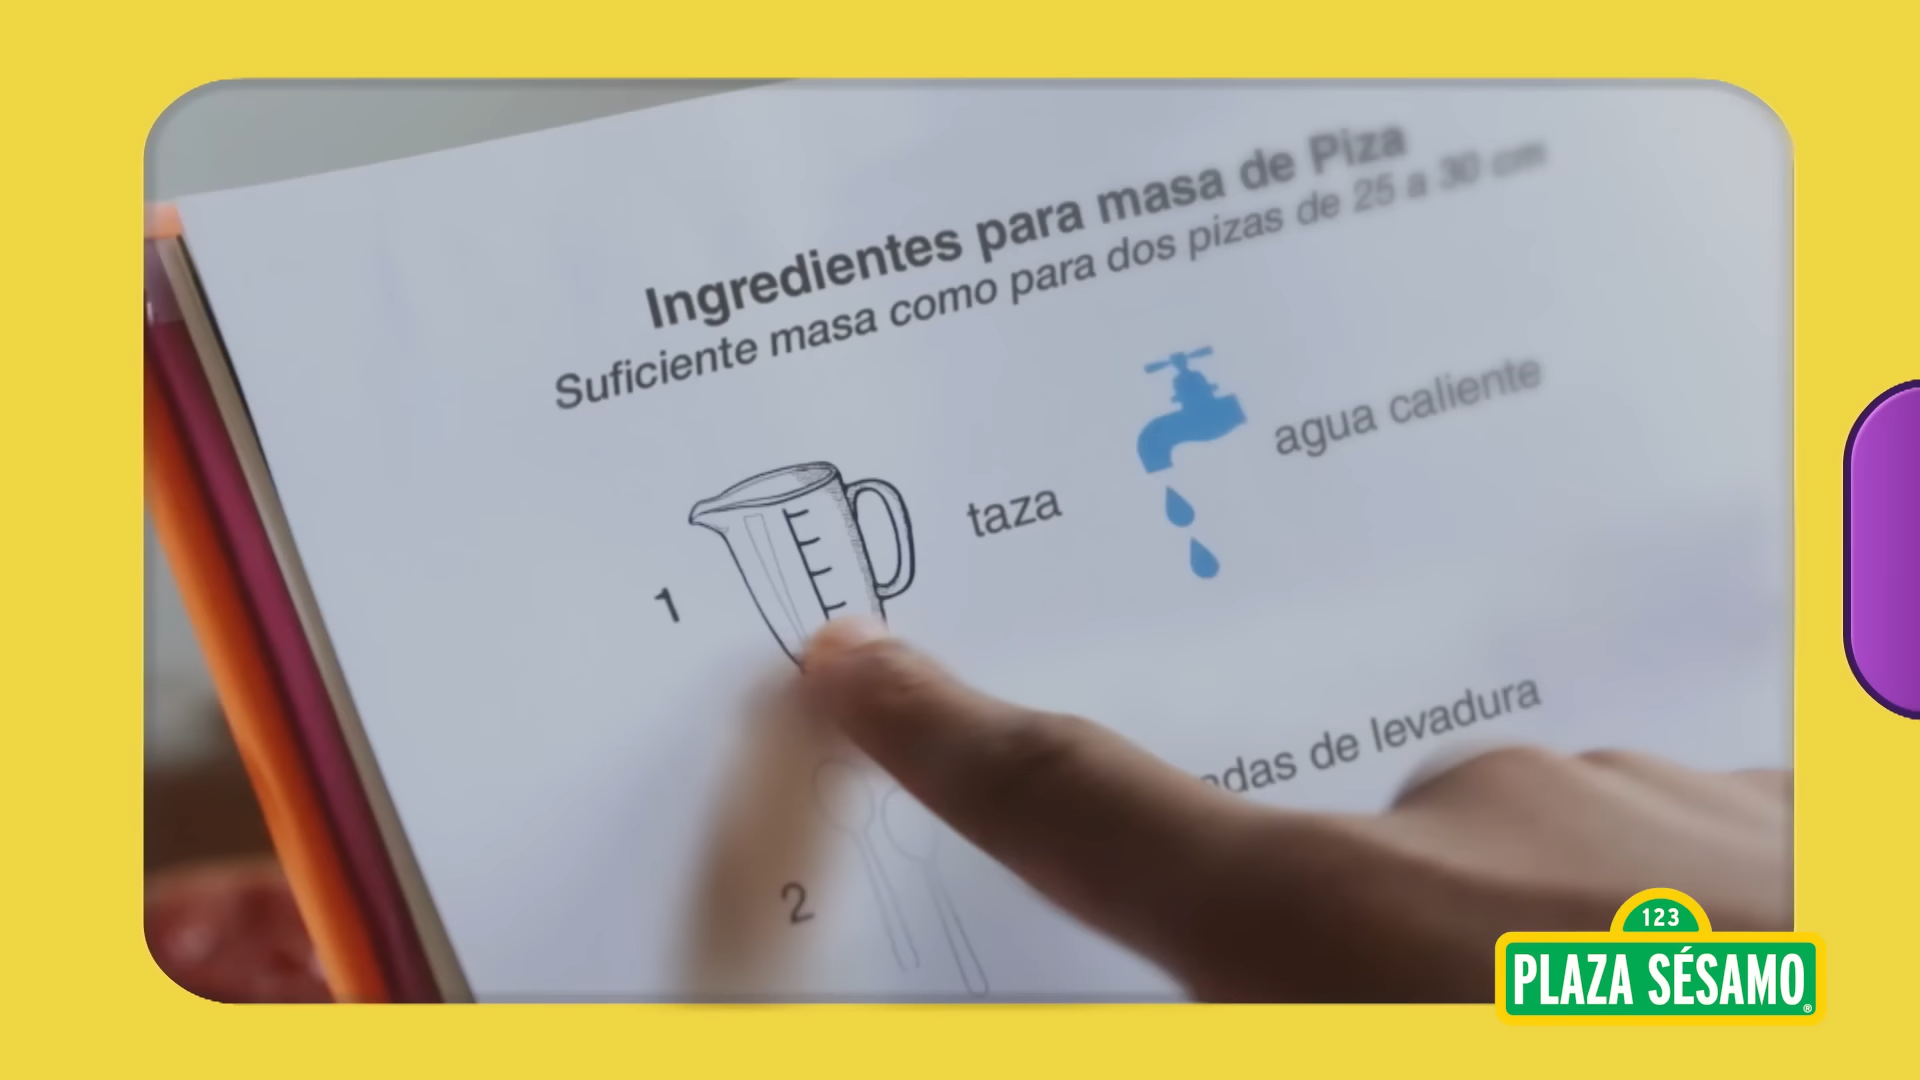 Ingredientes para masa de Piza
Suficiente masa como para dos pizas de 25 a 30 cm
1 taza agua caliente
2 de levadura
123
PLAZA SÉSAMO